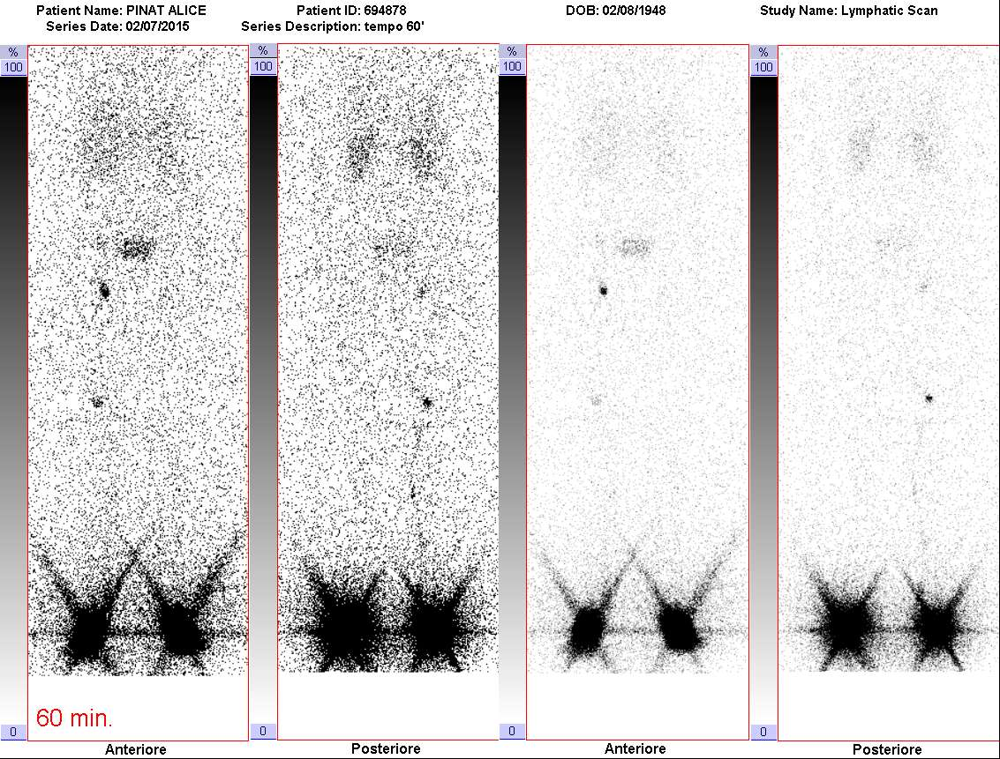 Patient Name: PINAT ALICE Patient ID: 694878 DOB: 02/08/1948 Study Name: Lymphatic Scan
Series Date: 02/07/2015 Series Description: tempo 60'
% % % %
100 100 100 100
60 min.
0 0 0 0
Anteriore Posteriore Anteriore Posteriore